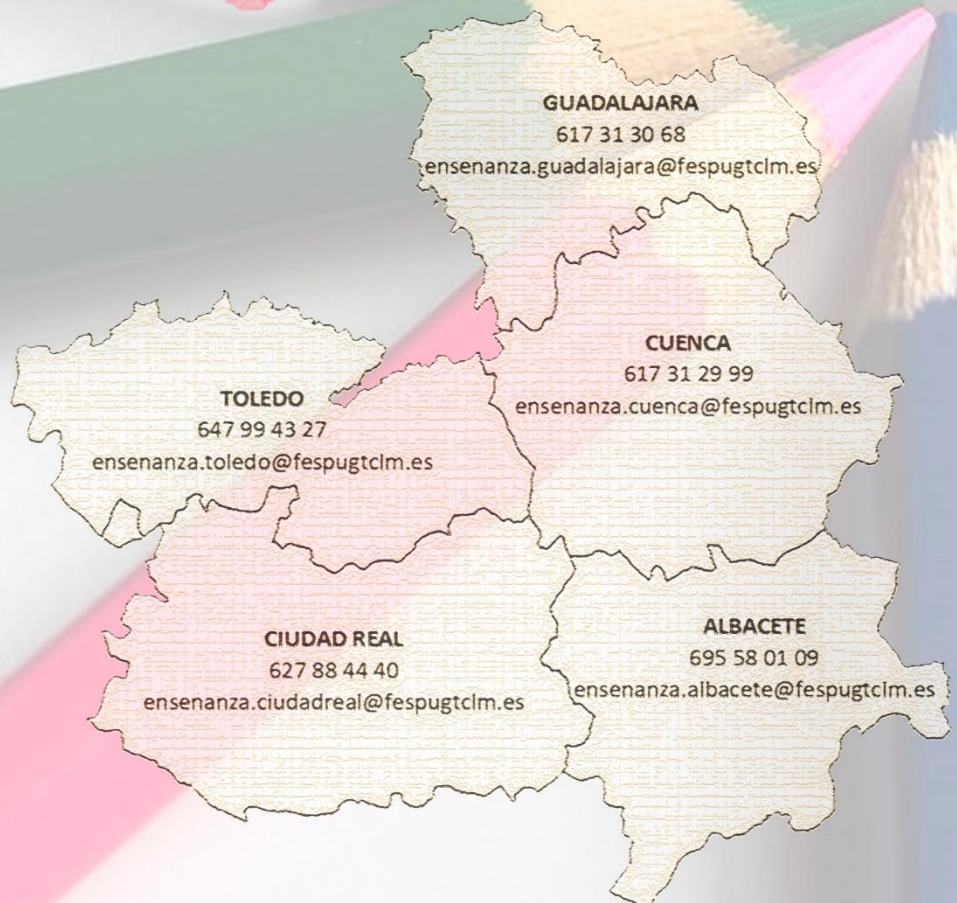 GUADALAJARA
617 31 30 68
ensenanza.guadalajara@fespugtclm.es
CUENCA
617 31 29 99
ensenanza.cuenca@fespugtclm.es
TOLEDO
647 99 43 27
ensenanza.toledo@fespugtclm.es
CIUDAD REAL
627 88 44 40
ensenanza.ciudadreal@fespugtclm.es
ALBACETE
695 58 01 09
ensenanza.albacete@fespugtclm.es